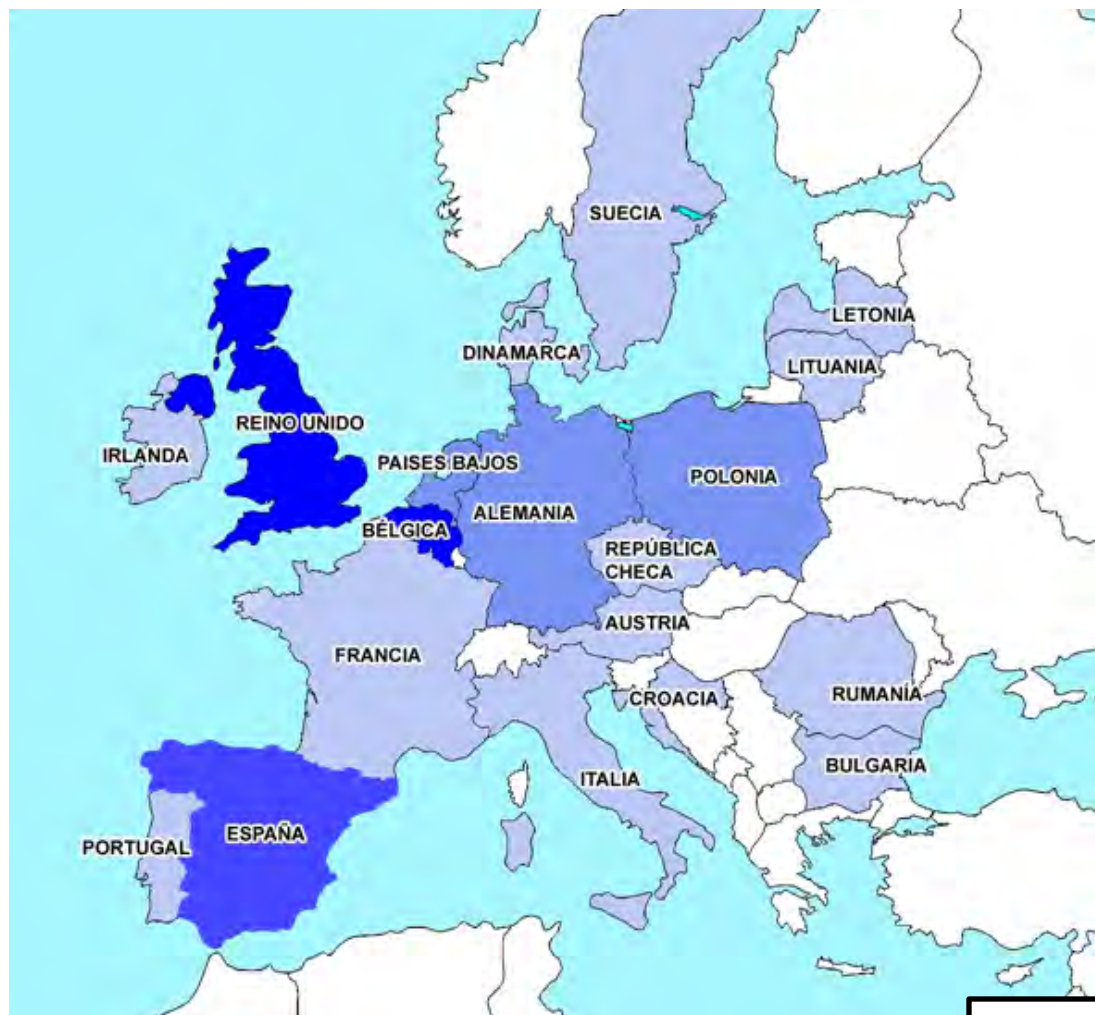 SUECIA
LETONIA
DINAMARCA
LITUANIA
REINO UNIDO
IRLANDA
PAISES BAJOS
POLONIA
ALEMANIA
BÉLGICA
REPÚBLICA
CHECA
AUSTRIA
FRANCIA
RUMANÍA
CROACIA
BULGARIA
ITALIA
ESPAÑA
PORTUGAL